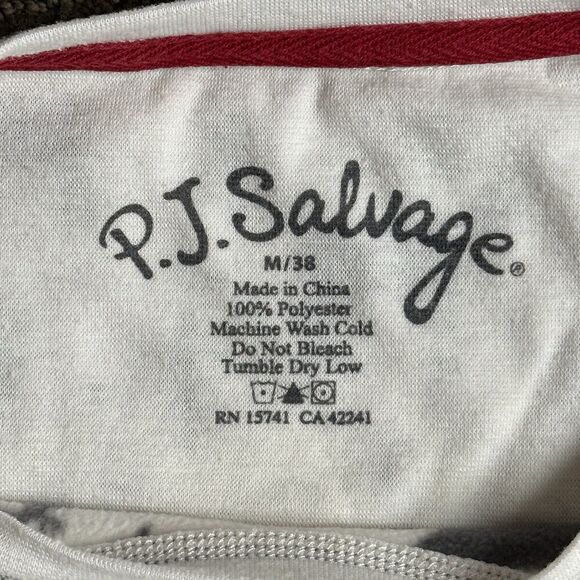 P.J. Salvage®
M/38
Made in China
100% Polyester
Machine Wash Cold
Do Not Bleach
Tumble Dry Low
RN 15741 CA 42241